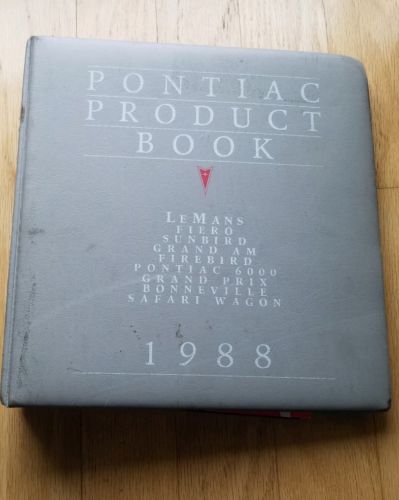 PONTIAC
PRODUCT
BOOK
LEMANS
FIERO
SUNBIRD
GRAND AM
FIREBIRD
PONTIAC 6000
GRAND PRIX
BONNEVILLE
SAFARI WAGON
1988